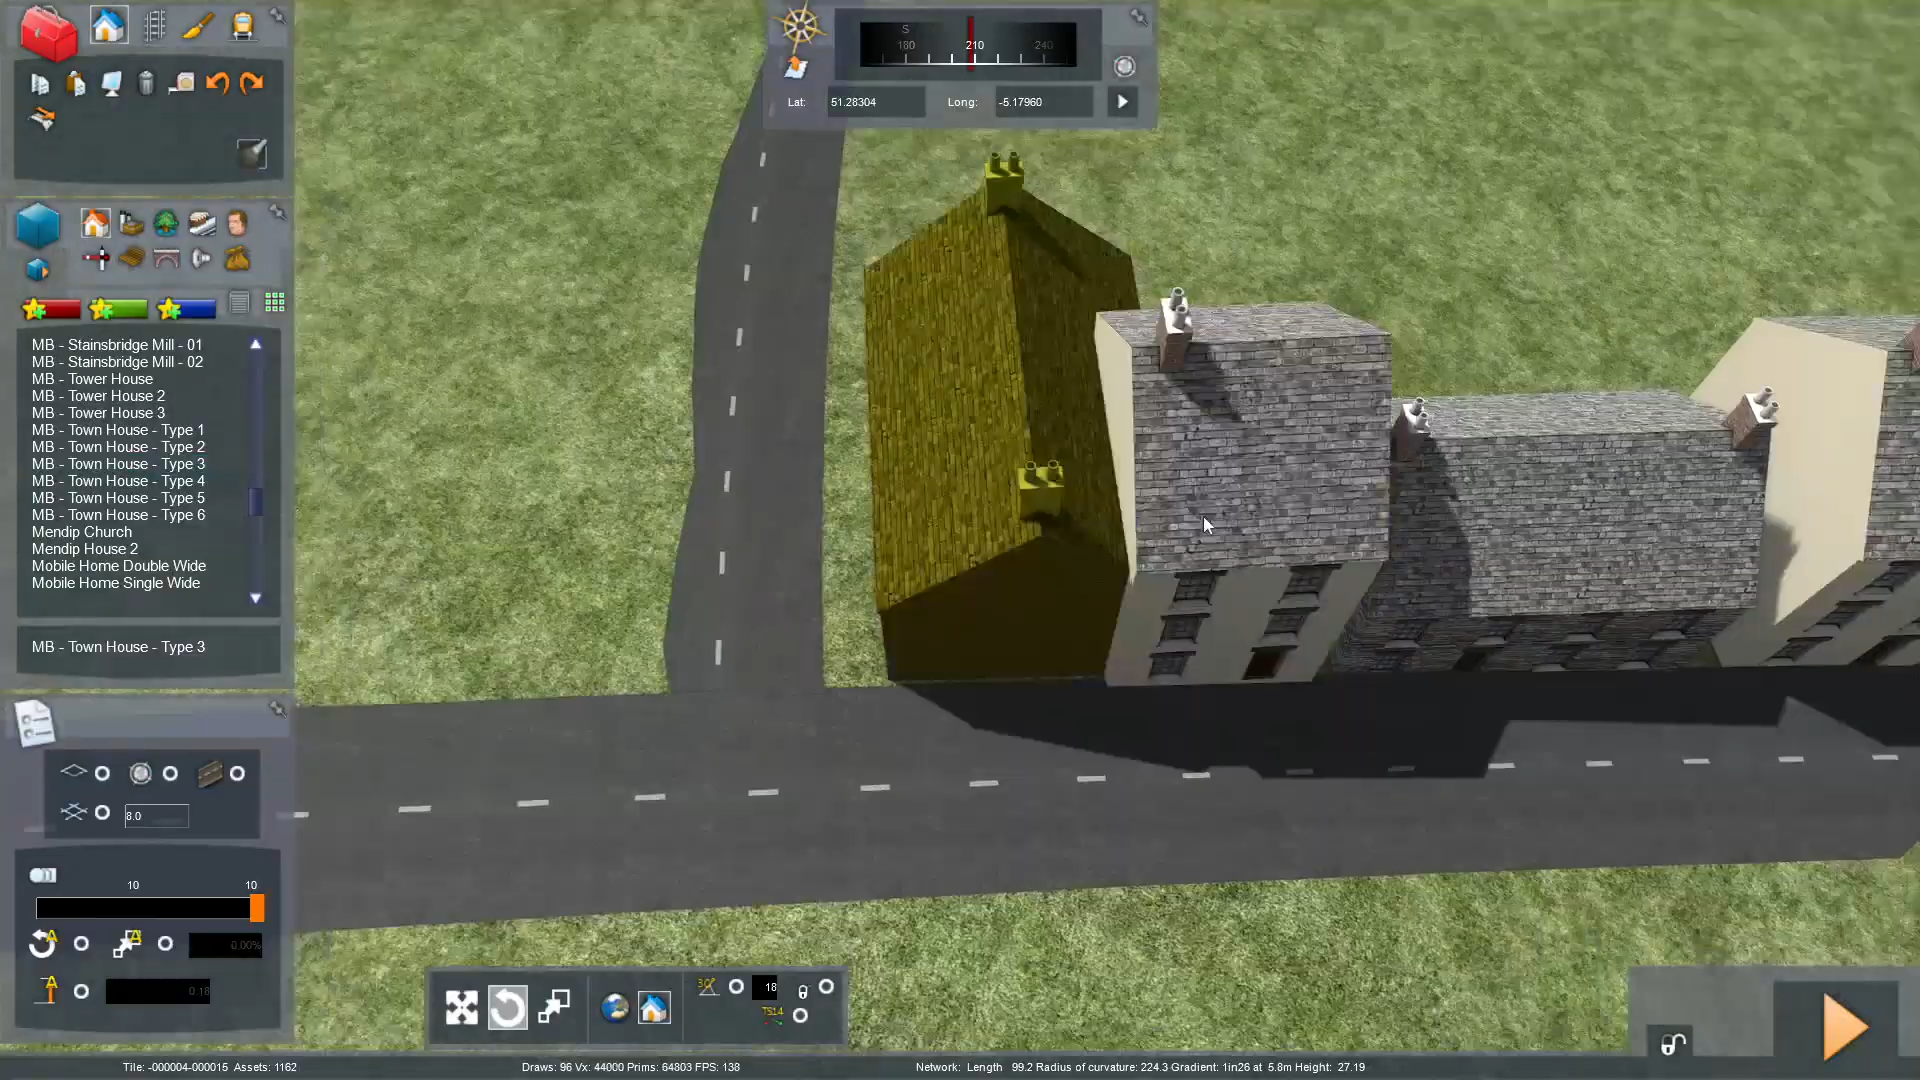 S
180 210 240
Lat: 51.28304 Long: -5.17960
MB - Stainsbridge Mill - 01
MB - Stainsbridge Mill - 02
MB - Tower House
MB - Tower House 2
MB - Tower House 3
MB - Town House - Type 1
MB - Town House - Type 2
MB - Town House - Type 3
MB - Town House - Type 4
MB - Town House - Type 5
MB - Town House - Type 6
Mendip Church
Mendip House 2
Mobile Home Double Wide
Mobile Home Single Wide
MB - Town House - Type 3
8.0
10 10
A A 0.00%
A 0.18
30° 18
TS14
Tile: -000004-000015 Assets: 1162 Draws: 96 Vx: 44000 Prims: 64803 FPS: 138 Network: Length 99.2 Radius of curvature: 224.3 Gradient: 1in26 at 5.8m Height: 27.19